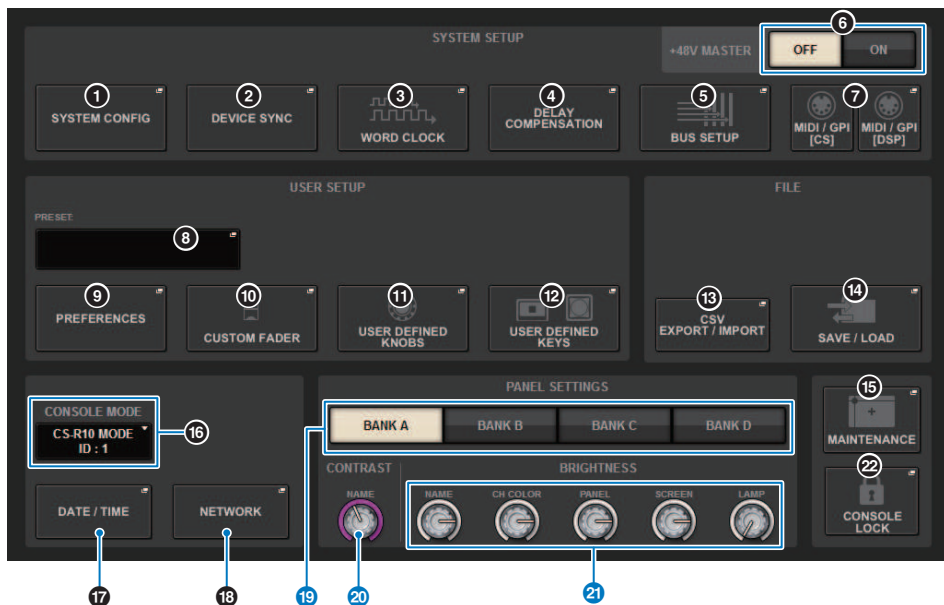 SYSTEM SETUP
+48V MASTER
OFF
ON
6
1
SYSTEM CONFIG
2
DEVICE SYNC
3
WORD CLOCK
4
DELAY
COMPENSATION
5
BUS SETUP
7
MIDI / GPI
[CS]
MIDI / GPI
[DSP]
USER SETUP
PRESET:
8
9
PREFERENCES
10
CUSTOM FADER
11
USER DEFINED
KNOBS
12
USER DEFINED
KEYS
FILE
13
CSV
EXPORT / IMPORT
14
SAVE / LOAD
CONSOLE MODE
CS-R10 MODE
ID : 1
16
DATE / TIME
NETWORK
17
18
PANEL SETTINGS
BANK A
BANK B
BANK C
BANK D
CONTRAST
NAME
BRIGHTNESS
NAME
CH COLOR
PANEL
SCREEN
LAMP
19
20
21
15
MAINTENANCE
22
CONSOLE
LOCK